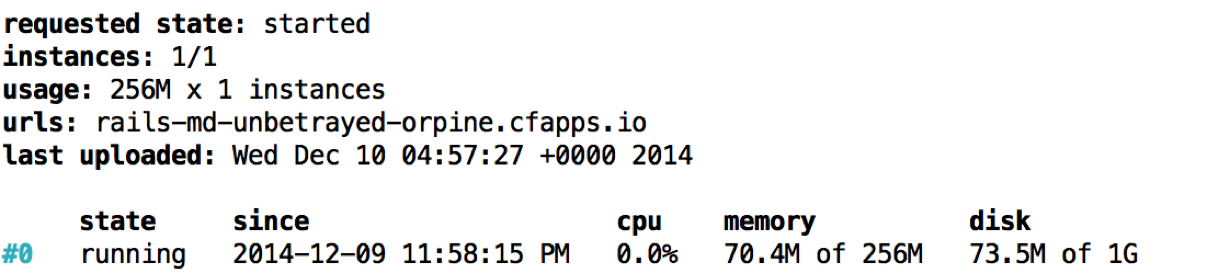 requested state: started
instances: 1/1
usage: 256M x 1 instances
urls: rails-md-unbetrayed-orpine.cfapps.io
last uploaded: Wed Dec 10 04:57:27 +0000 2014
state since cpu memory disk
#0 running 2014-12-09 11:58:15 PM 0.0% 70.4M of 256M 73.5M of 1G